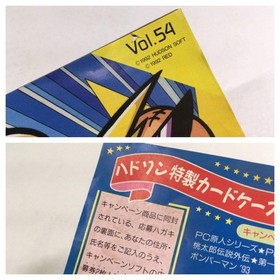 Vol.54
©1992 HUDSON SOFT
©1992 RED
ハドソン特製カードケース
キャンペーン商品に同封
されている、応募ハガキ
の裏面に、あなたの住所・
氏名等をご記入のうえ、
キャンペーンソフトの
キャンペ
PC原人シリーズ★P
桃太郎伝説外伝★第
ボンバーマン'93